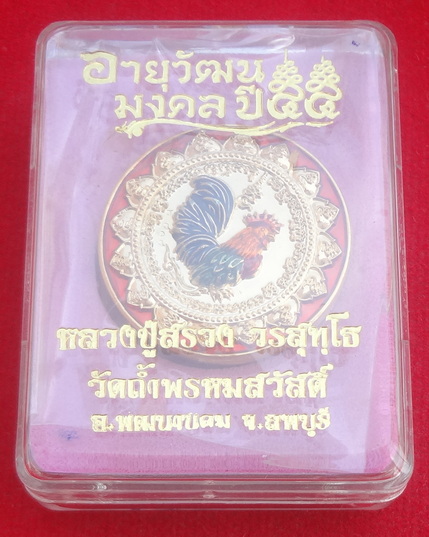 อายุวัฒน
มงคล ปี๕๕
หลวงปู่สรวง วรสุทฺโธ
วัดถ้ำพรหมสวัสดิ์
อ.พัฒนานิคม จ.ลพบุรี